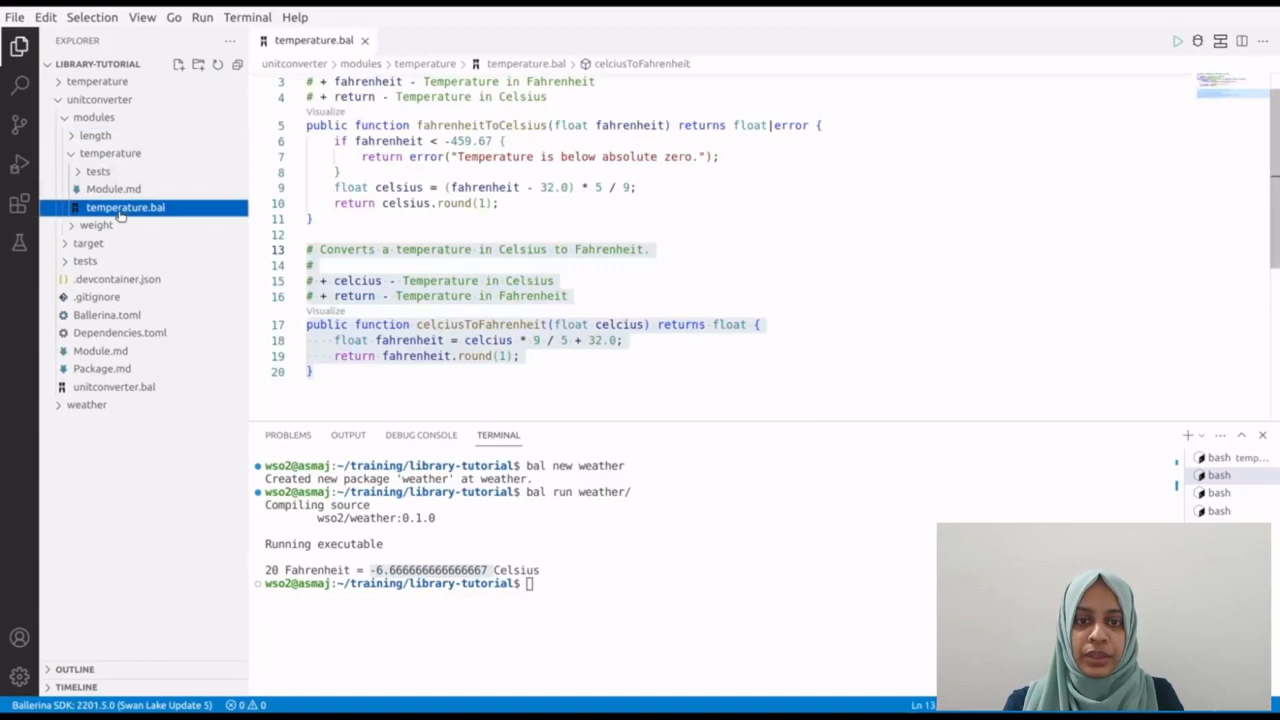 File Edit Selection View Go Run Terminal Help
EXPLORER
LIBRARY-TUTORIAL
temperature
unitconverter
modules
length
temperature
tests
Module.md
temperature.bal
weight
target
tests
.devcontainer.json
.gitignore
Ballerina.toml
Dependencies.toml
Module.md
Package.md
unitconverter.bal
weather
OUTLINE
TIMELINE
temperature.bal
unitconverter > modules > temperature > temperature.bal > celciusToFahrenheit
3 # + fahrenheit - Temperature in Fahrenheit
4 # + return - Temperature in Celsius
Visualize
5 public function fahrenheitToCelsius(float fahrenheit) returns float|error {
6 if fahrenheit < -459.67 {
7 return error("Temperature is below absolute zero.");
8 }
9 float celsius = (fahrenheit - 32.0) * 5 / 9;
10 return celsius.round(1);
11 }
12
13 # Converts a temperature in Celsius to Fahrenheit.
14 #
15 # + celcius - Temperature in Celsius
16 # + return - Temperature in Fahrenheit
Visualize
17 public function celciusToFahrenheit(float celcius) returns float {
18 float fahrenheit = celcius * 9 / 5 + 32.0;
19 return fahrenheit.round(1);
20 }
PROBLEMS OUTPUT DEBUG CONSOLE TERMINAL
wso2@asmaj:~/training/library-tutorial$ bal new weather
Created new package 'weather' at weather.
wso2@asmaj:~/training/library-tutorial$ bal run weather/
Compiling source
wso2/weather:0.1.0
Running executable
20 Fahrenheit = -6.666666666666667 Celsius
wso2@asmaj:~/training/library-tutorial$
bash temp...
bash
bash
bash
Ballerina SDK: 2201.5.0 (Swan Lake Update 5) 0 0 Ln 13